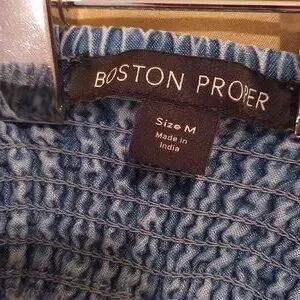 BOSTON PROPER
Size M
Made in
India